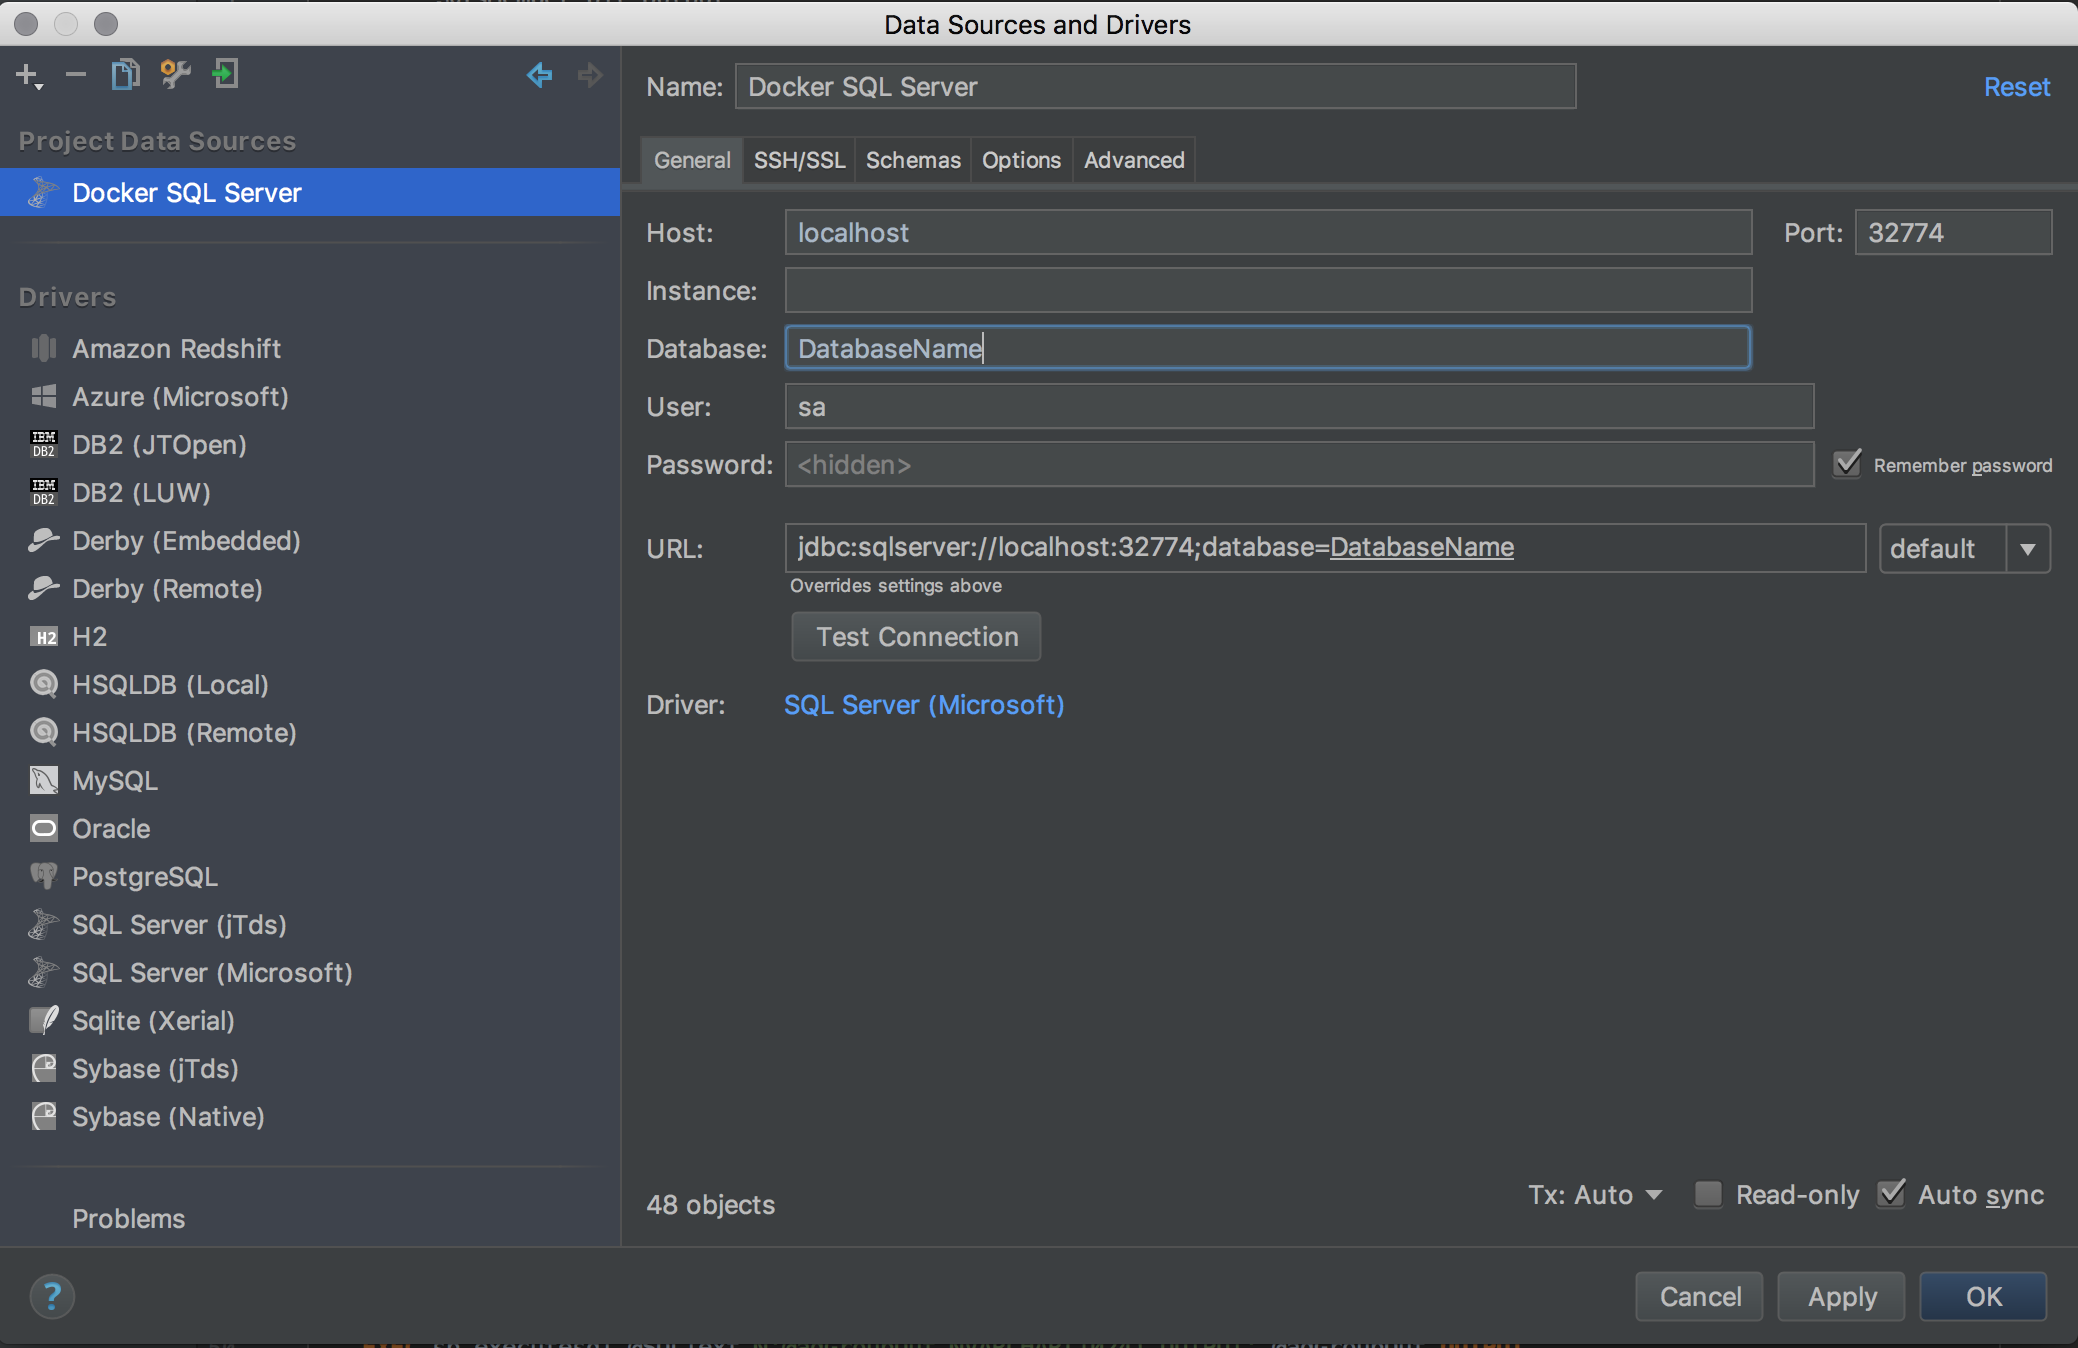 Data Sources and Drivers
Project Data Sources
Docker SQL Server
Drivers
Amazon Redshift
Azure (Microsoft)
IBM DB2 DB2 (JTOpen)
IBM DB2 DB2 (LUW)
Derby (Embedded)
Derby (Remote)
H2 H2
HSQLDB (Local)
HSQLDB (Remote)
MySQL
Oracle
PostgreSQL
SQL Server (jTds)
SQL Server (Microsoft)
Sqlite (Xerial)
Sybase (jTds)
Sybase (Native)
Problems
?
Name: Docker SQL Server Reset
General SSH/SSL Schemas Options Advanced
Host: localhost Port: 32774
Instance:
Database: DatabaseName
User: sa
Password: <hidden> Remember password
URL: jdbc:sqlserver://localhost:32774;database=DatabaseName default
Overrides settings above
Test Connection
Driver: SQL Server (Microsoft)
48 objects Tx: Auto Read-only Auto sync
Cancel Apply OK